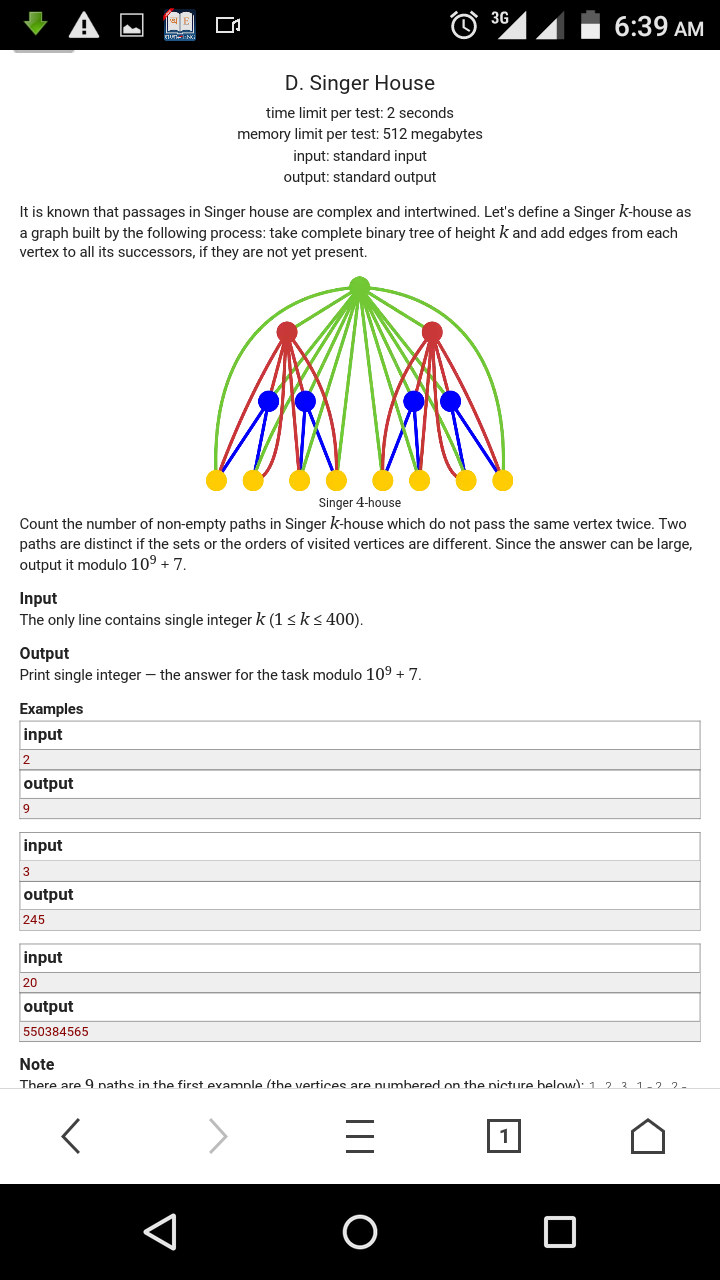 3G 6:39 AM
D. Singer House
time limit per test: 2 seconds
memory limit per test: 512 megabytes
input: standard input
output: standard output
It is known that passages in Singer house are complex and intertwined. Let's define a Singer k-house as
a graph built by the following process: take complete binary tree of height k and add edges from each
vertex to all its successors, if they are not yet present.
Singer 4-house
Count the number of non-empty paths in Singer k-house which do not pass the same vertex twice. Two
paths are distinct if the sets or the orders of visited vertices are different. Since the answer can be large,
output it modulo 10⁹ + 7.
Input
The only line contains single integer k (1 ≤ k ≤ 400).
Output
Print single integer — the answer for the task modulo 10⁹ + 7.
Examples
input
2
output
9
input
3
output
245
input
20
output
550384565
Note
There are 9 paths in the first example (the vertices are numbered on the picture below): 1, 2, 3, 1-2, 2-
1